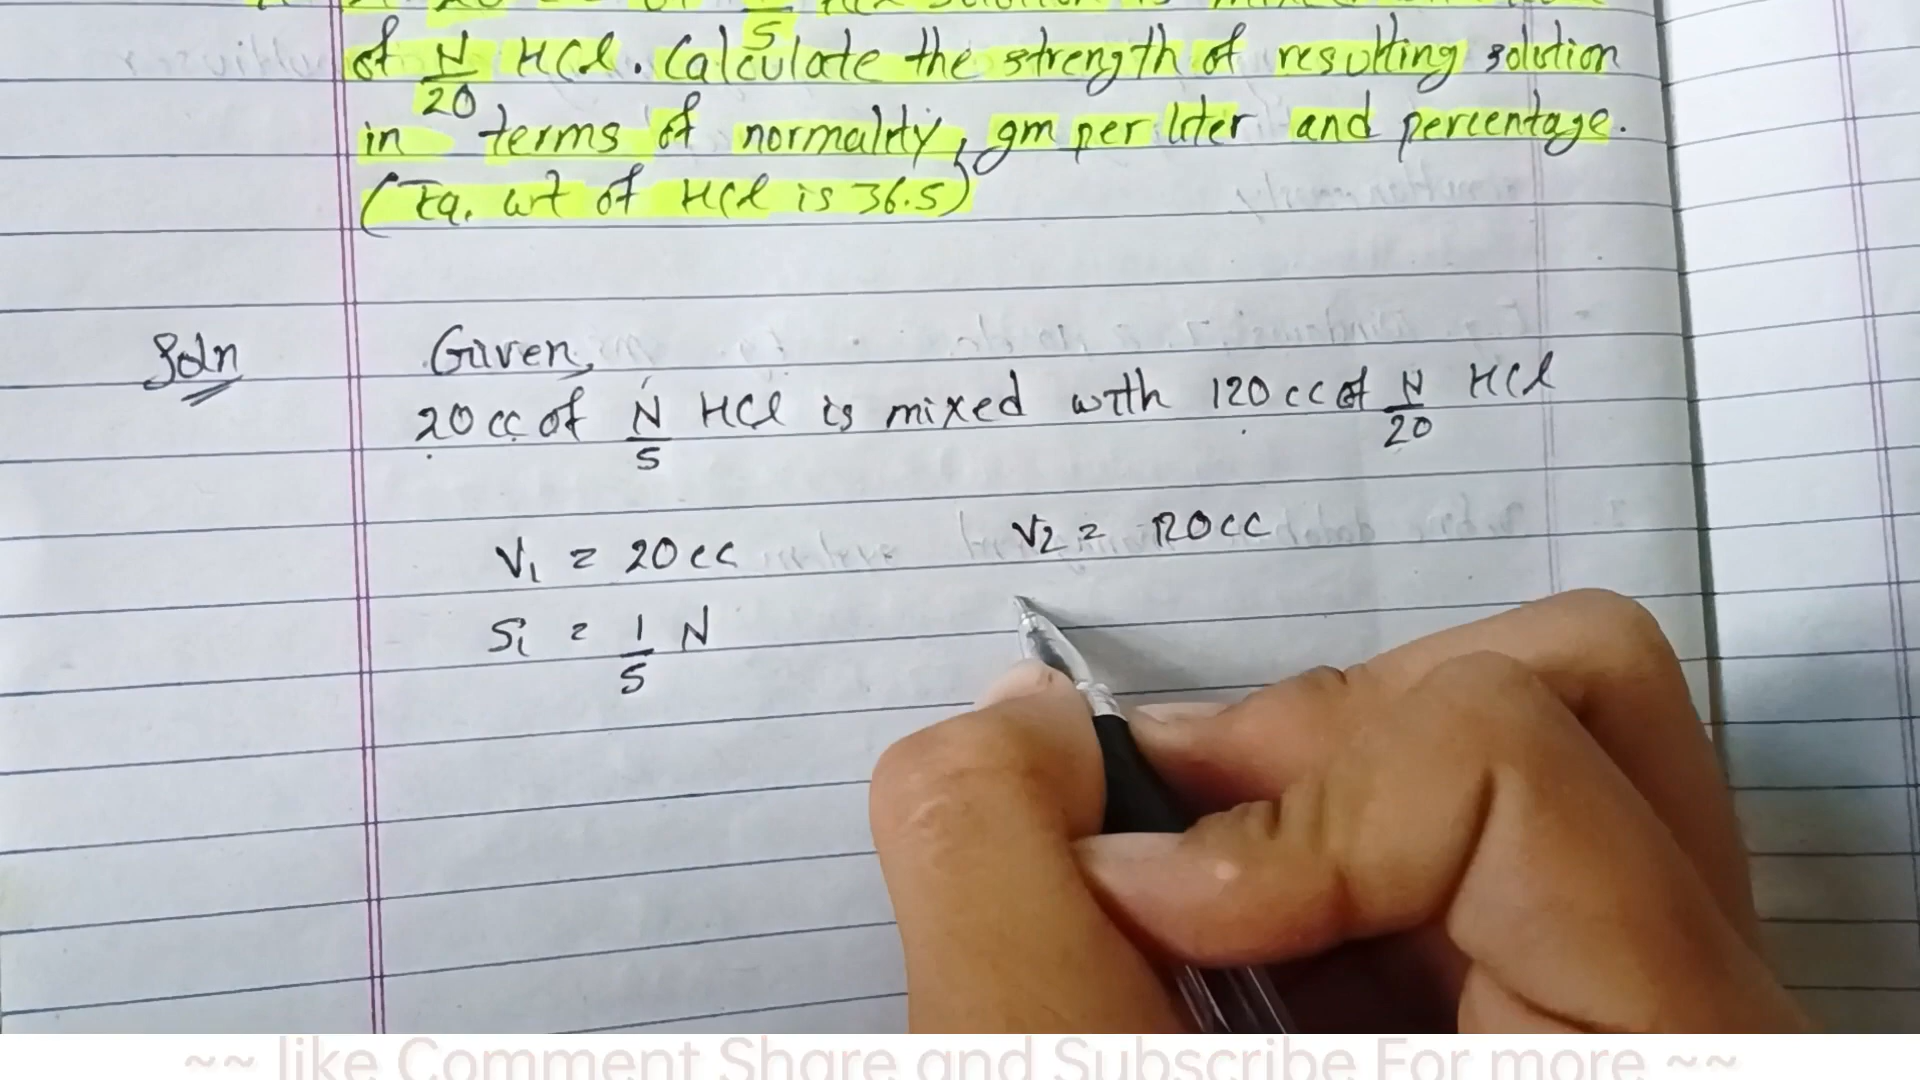 5
of N/20 HCl. Calculate the strength of resulting solution
in terms of normality, gm per liter and percentage.
(Eq. wt of HCl is 36.5)
Soln
Given,
20 cc of N/5 HCl is mixed with 120 cc of N/20 HCl
V1 = 20 cc V2 = 120 cc
S1 = 1/5 N
~~ like Comment Share and Subscribe For more ~~